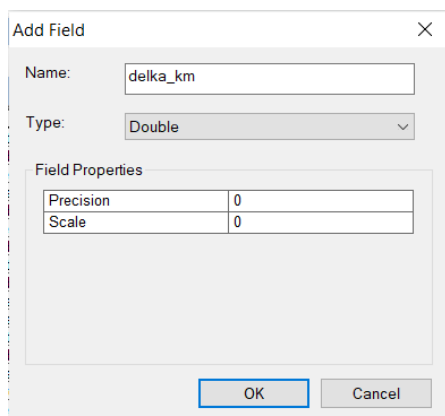 Add Field
Name: delka_km
Type: Double
Field Properties
Precision 0
Scale 0
OK Cancel